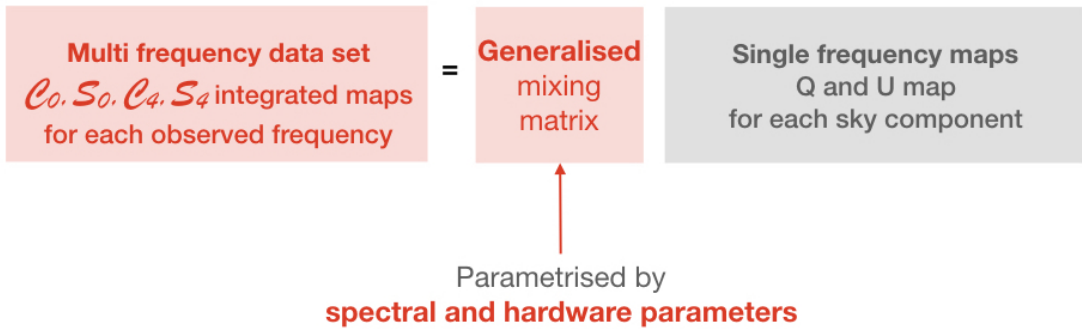 Multi frequency data set
C0, S0, C4, S4 integrated maps
for each observed frequency
=
Generalised
mixing
matrix
Single frequency maps
Q and U map
for each sky component
Parametrised by
spectral and hardware parameters